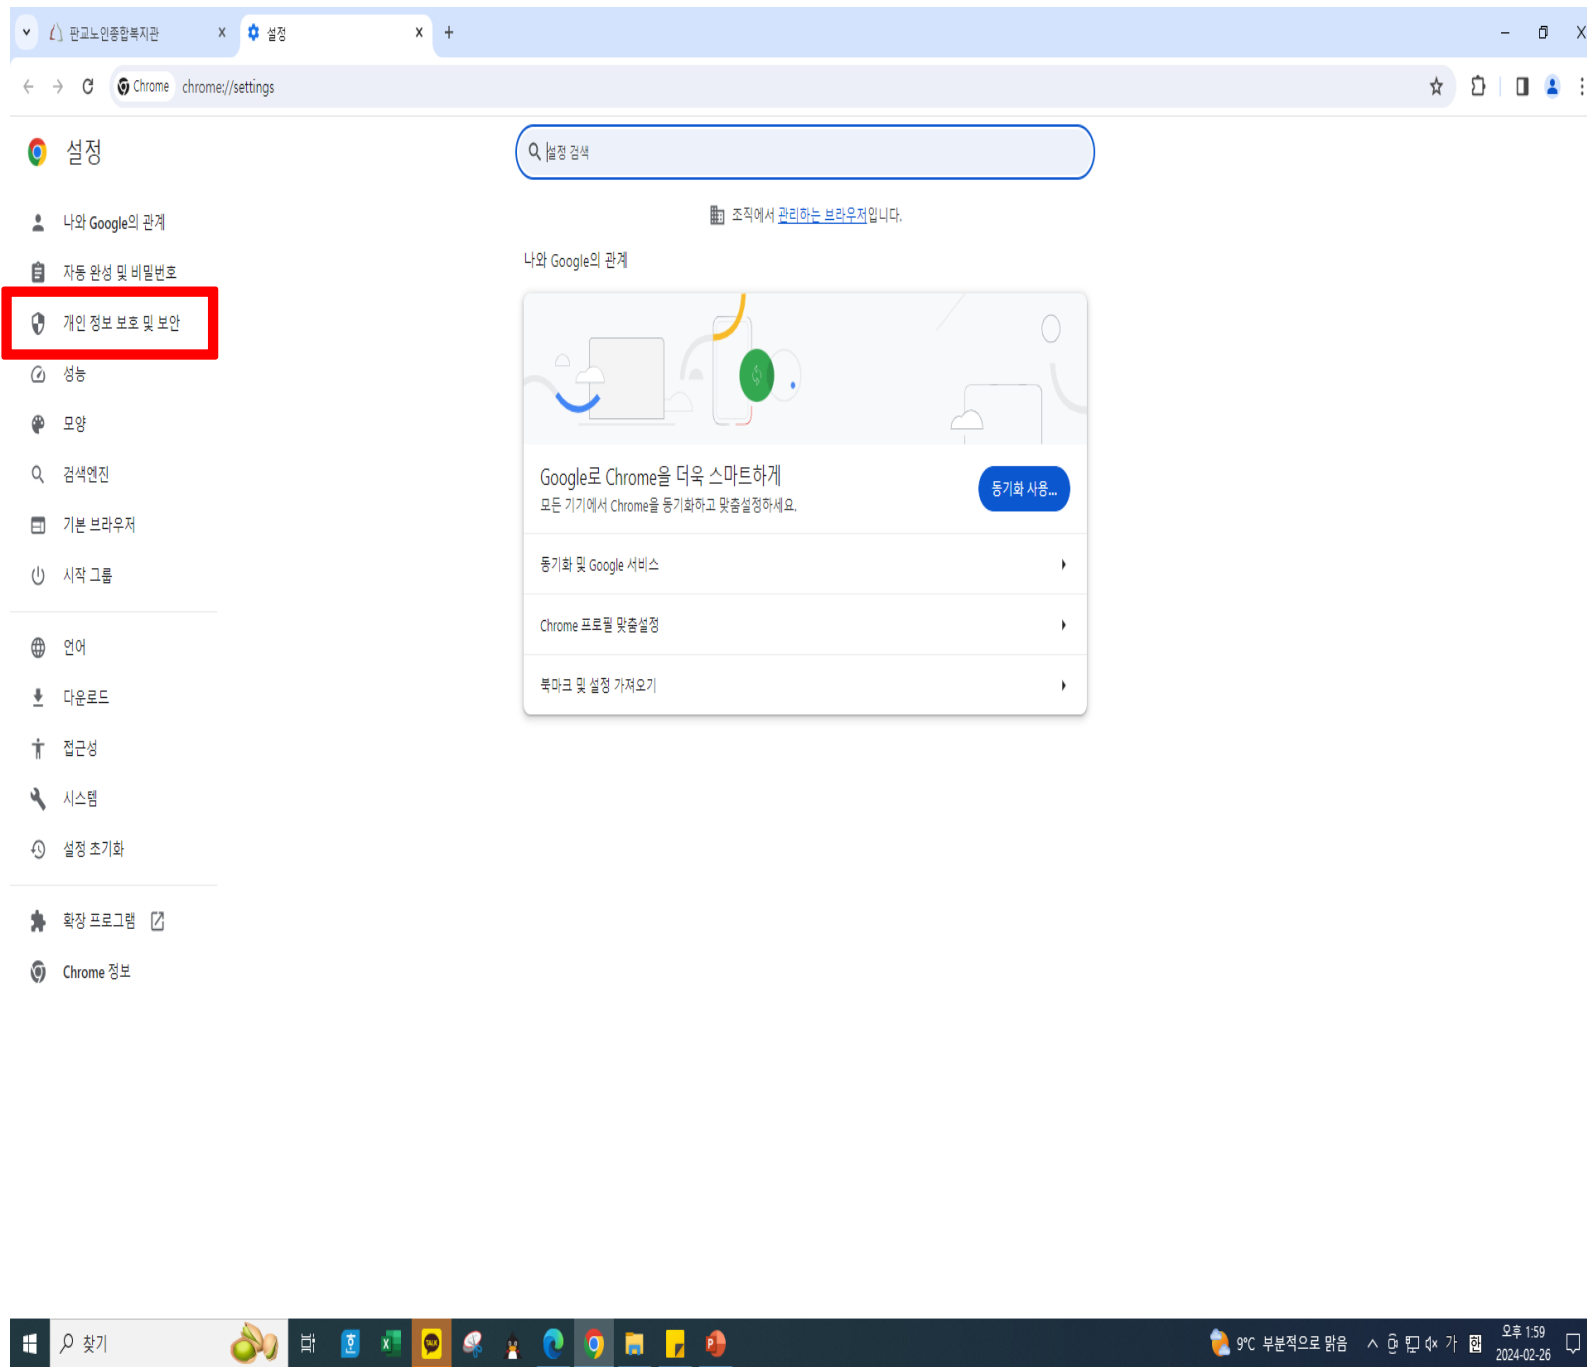 판교노인종합복지관
설정
Chrome
chrome://settings
설정
설정 검색
나와 Google의 관계
자동 완성 및 비밀번호
개인 정보 보호 및 보안
성능
모양
검색엔진
기본 브라우저
시작 그룹
언어
다운로드
접근성
시스템
설정 초기화
확장 프로그램
Chrome 정보
조직에서 관리하는 브라우저입니다.
나와 Google의 관계
Google로 Chrome을 더욱 스마트하게
모든 기기에서 Chrome을 동기화하고 맞춤설정하세요.
동기화 사용...
동기화 및 Google 서비스
Chrome 프로필 맞춤설정
북마크 및 설정 가져오기
찾기
TALK
9°C 부분적으로 맑음
가
한
오후 1:59
2024-02-26